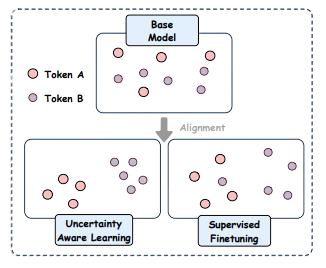 Base
Model
Token A
Token B
Alignment
Uncertainty
Aware Learning
Supervised
Finetuning